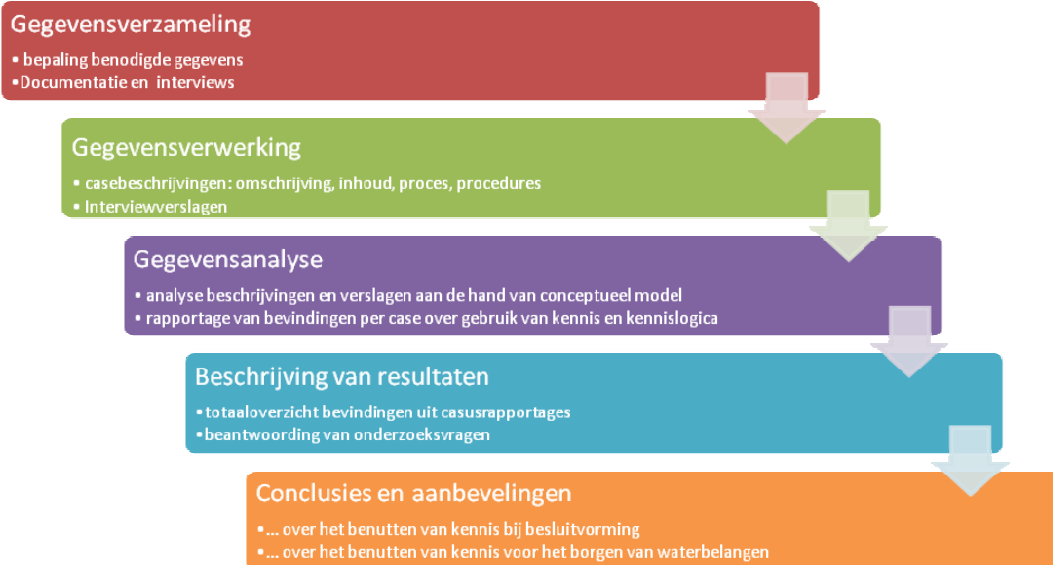 Gegevensverzameling
• bepaling benodigde gegevens
•Documentatie en interviews
Gegevensverwerking
• casebeschrijvingen: omschrijving, inhoud, proces, procedures
• Interviewverslagen
Gegevensanalyse
• analyse beschrijvingen en verslagen aan de hand van conceptueel model
• rapportage van bevindingen per case over gebruik van kennis en kennislogica
Beschrijving van resultaten
•totaaloverzicht bevindingen uit casusrapportages
•beantwoording van onderzoeksvragen
Conclusies en aanbevelingen
•... over het benutten van kennis bij besluitvorming
•... over het benutten van kennis voor het borgen van waterbelangen